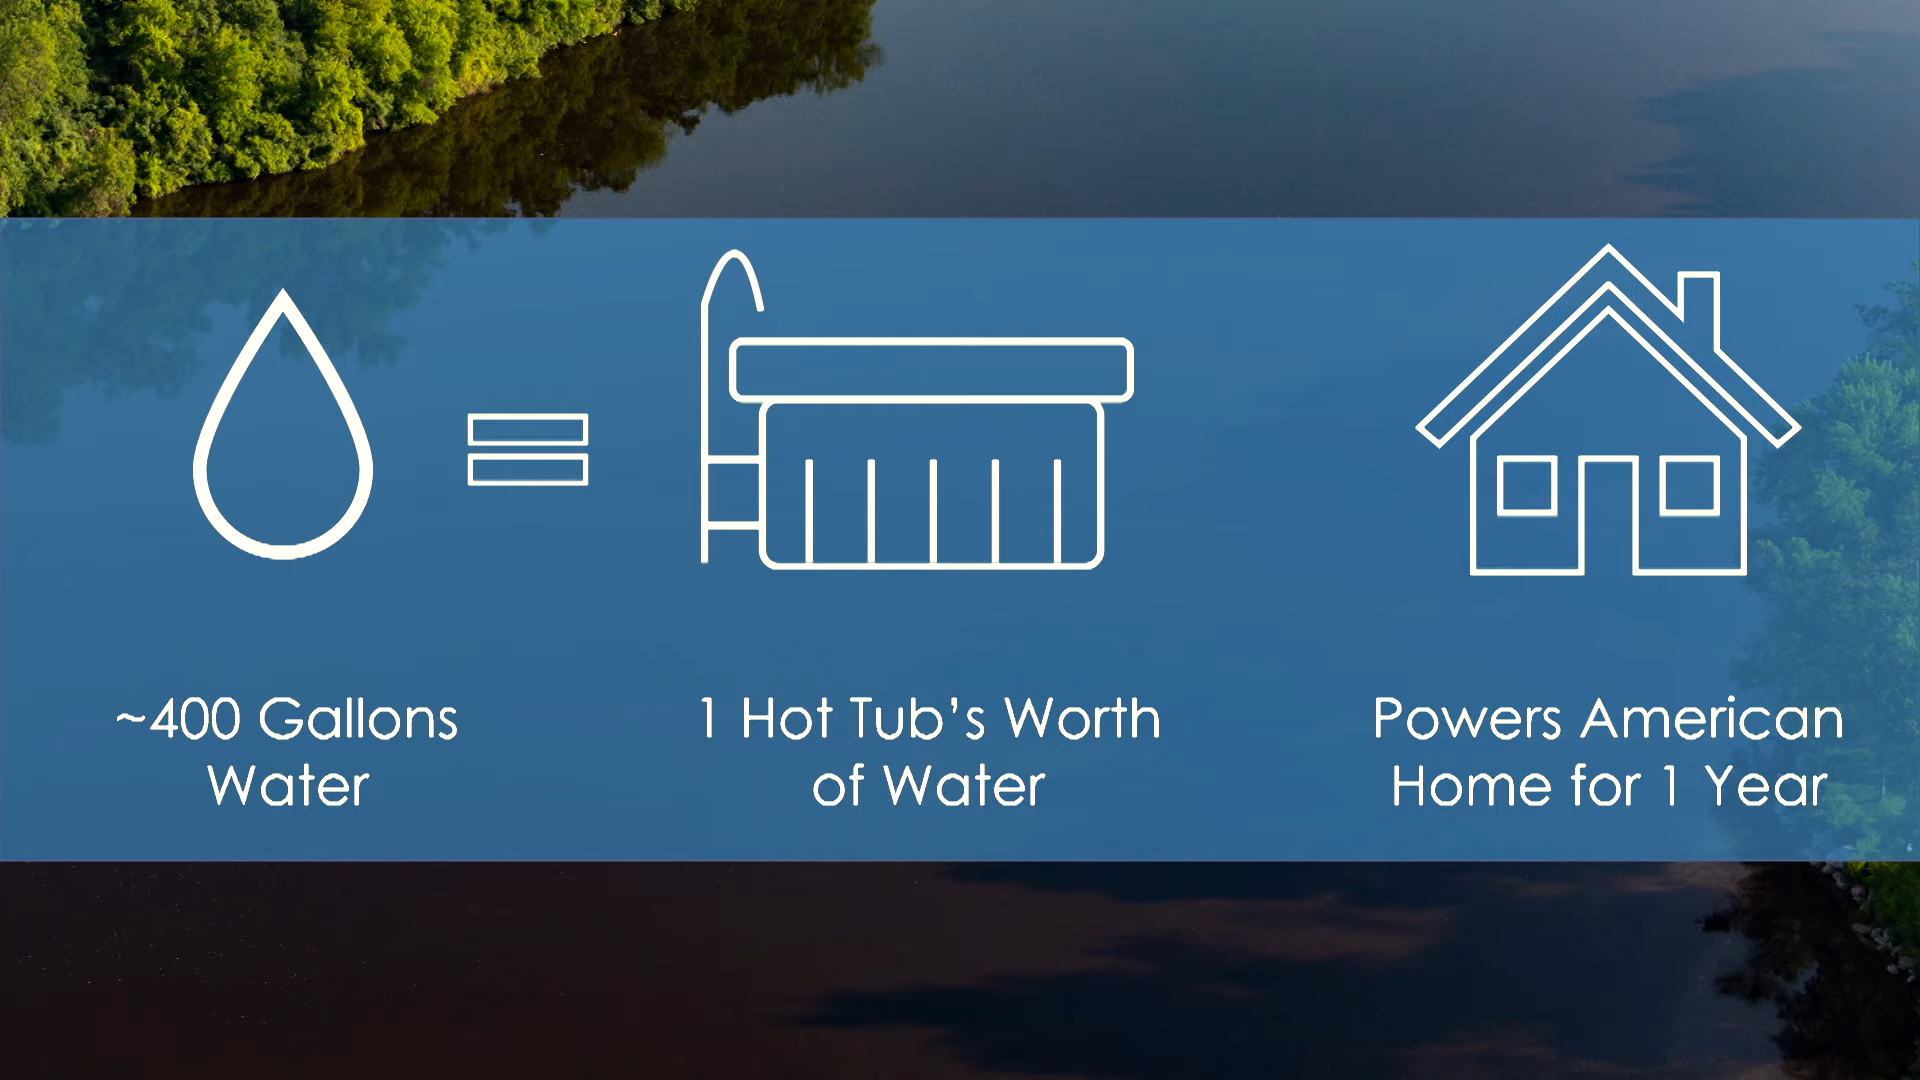 ~400 Gallons
Water
1 Hot Tub’s Worth
of Water
Powers American
Home for 1 Year